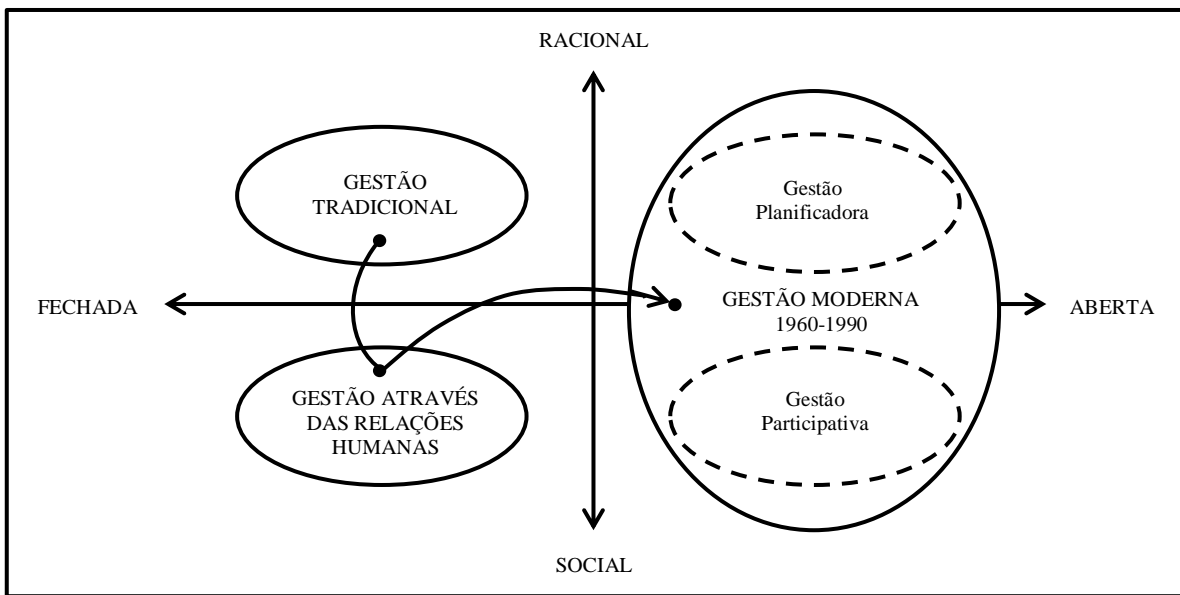 RACIONAL
GESTÃO
TRADICIONAL
Gestão
Planificadora
FECHADA
GESTÃO MODERNA
1960-1990
ABERTA
GESTÃO ATRAVÉS
DAS RELAÇÕES
HUMANAS
Gestão
Participativa
SOCIAL